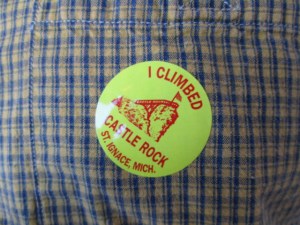 I CLIMBED
CASTLE ROCK
ST. IGNACE, MICH.